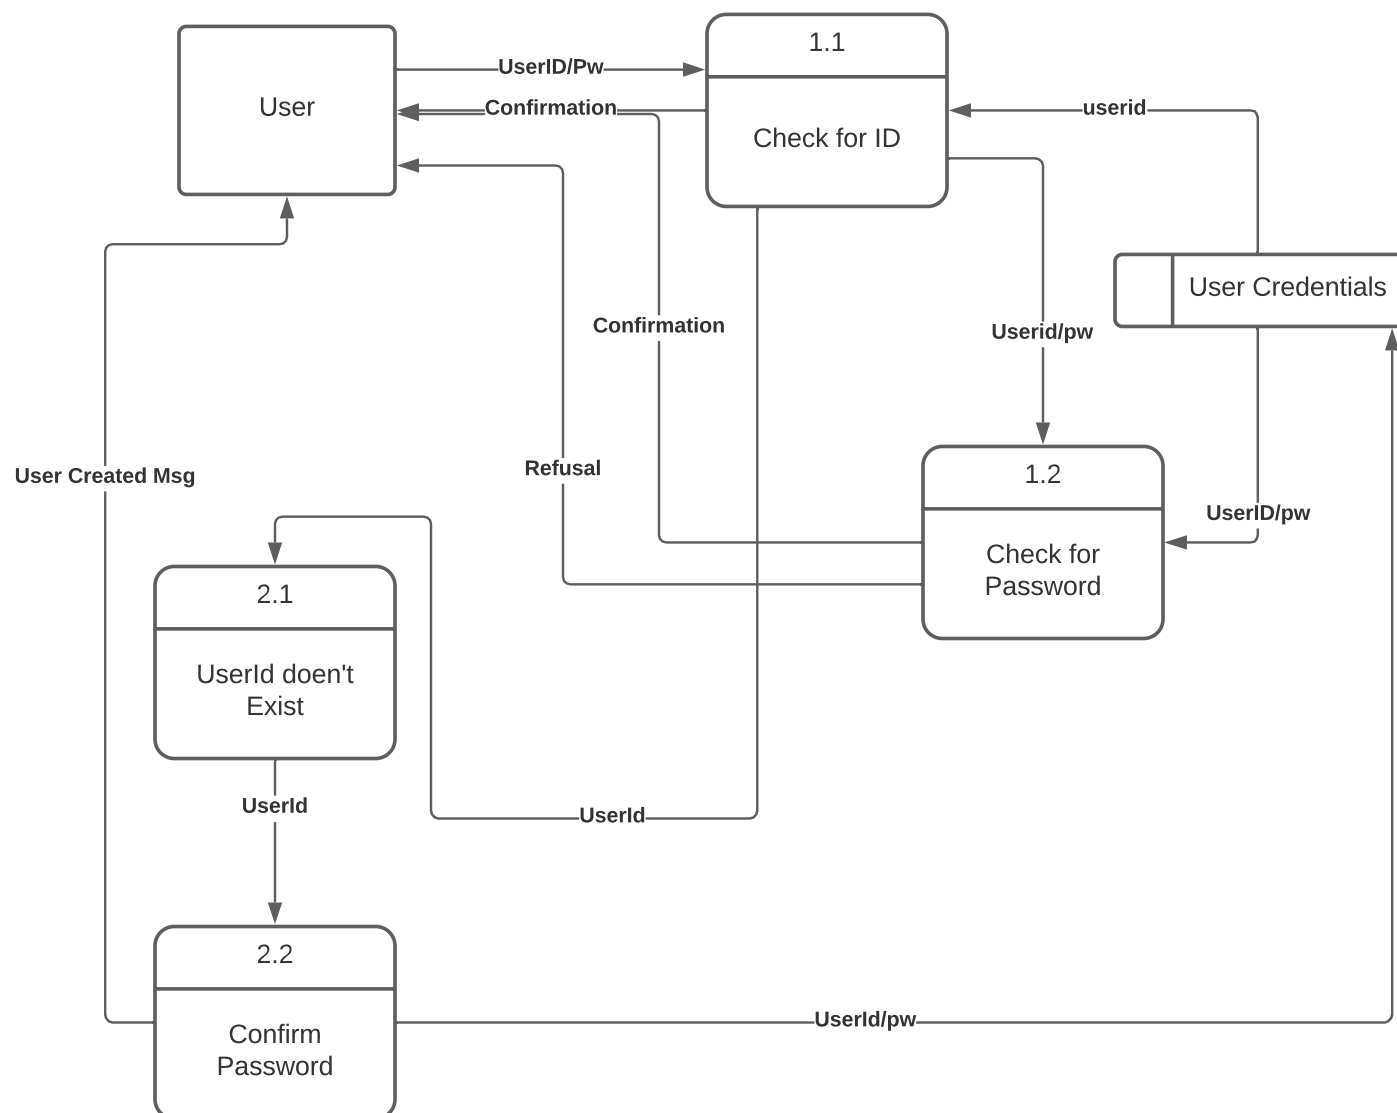 1.1
User
UserID/Pw
Confirmation
userid
Check for ID
User Credentials
Confirmation
Userid/pw
User Created Msg
Refusal
1.2
UserID/pw
Check for
Password
2.1
UserId doen't
Exist
UserId
UserId
2.2
Confirm
Password
UserId/pw